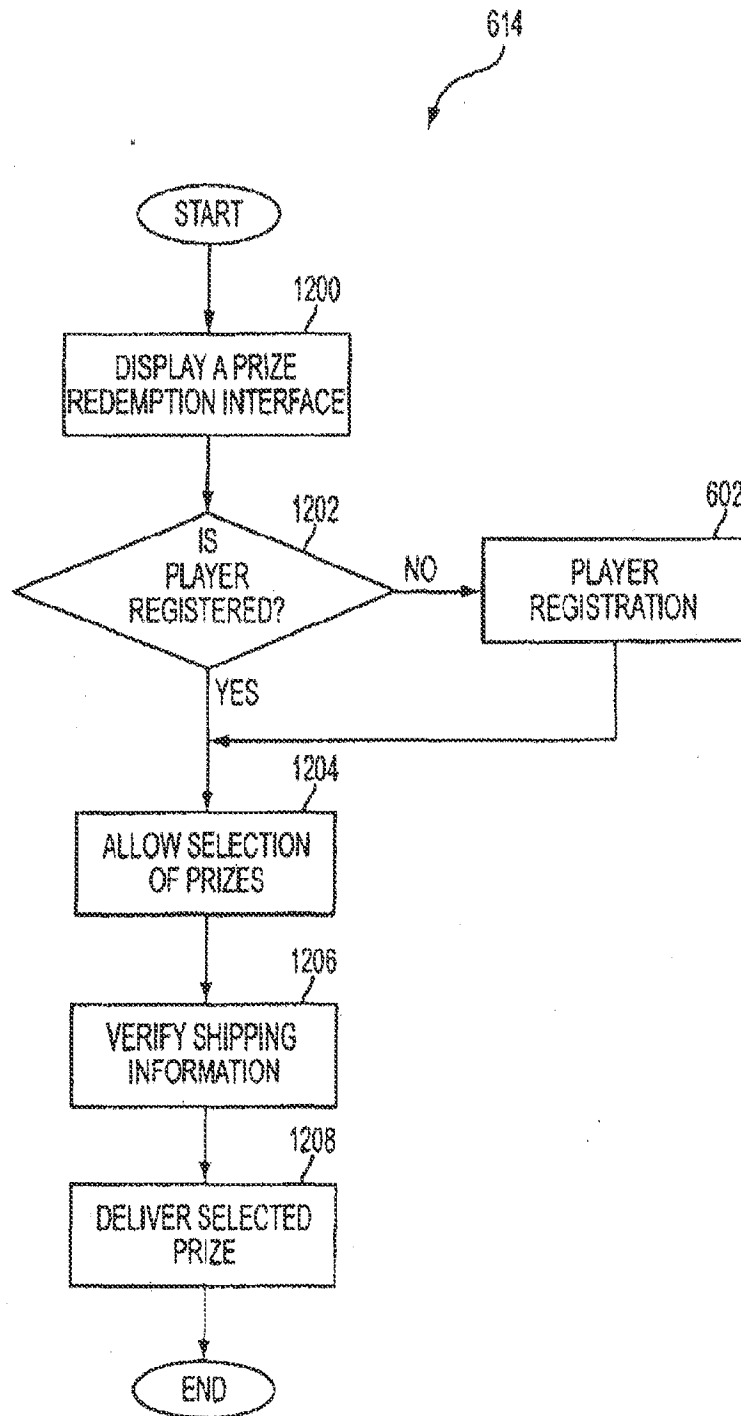 614
START
1200
DISPLAY A PRIZE
REDEMPTION INTERFACE
1202
IS
PLAYER
REGISTERED?
NO
602
PLAYER
REGISTRATION
YES
1204
ALLOW SELECTION
OF PRIZES
1206
VERIFY SHIPPING
INFORMATION
1208
DELIVER SELECTED
PRIZE
END